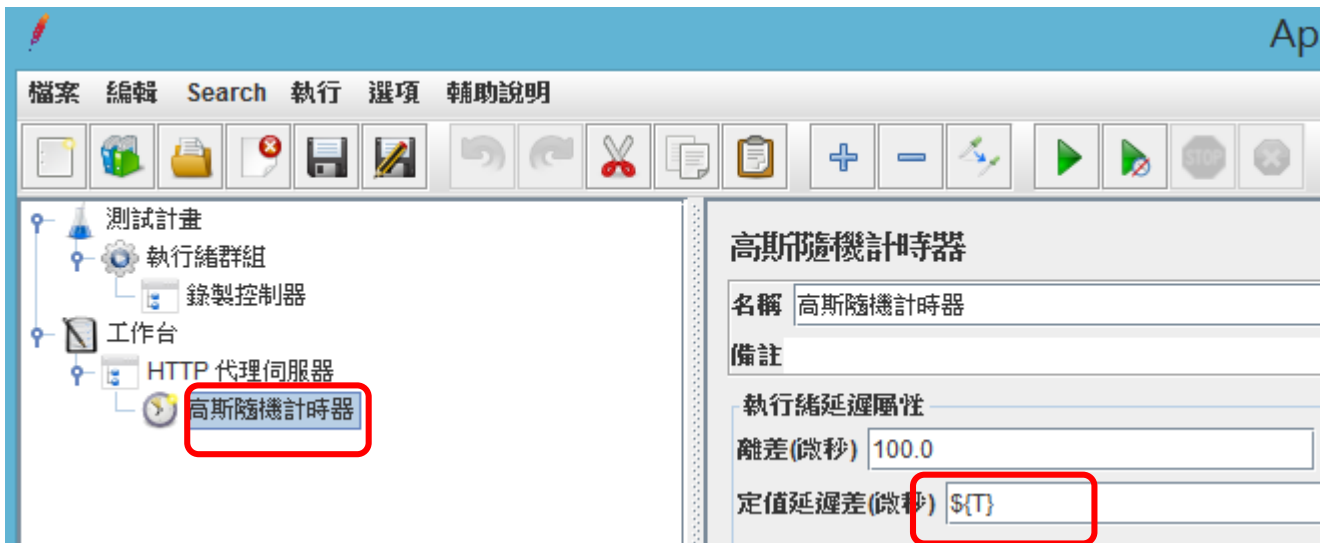 Ap
檔案 編輯 Search 執行 選項 輔助說明
STOP
測試計畫
執行緒群組
錄製控制器
工作台
HTTP 代理伺服器
高斯隨機計時器
高斯隨機計時器
名稱 高斯隨機計時器
備註
執行緒延遲屬性
離差(微秒) 100.0
定值延遲差(微秒) ${T}